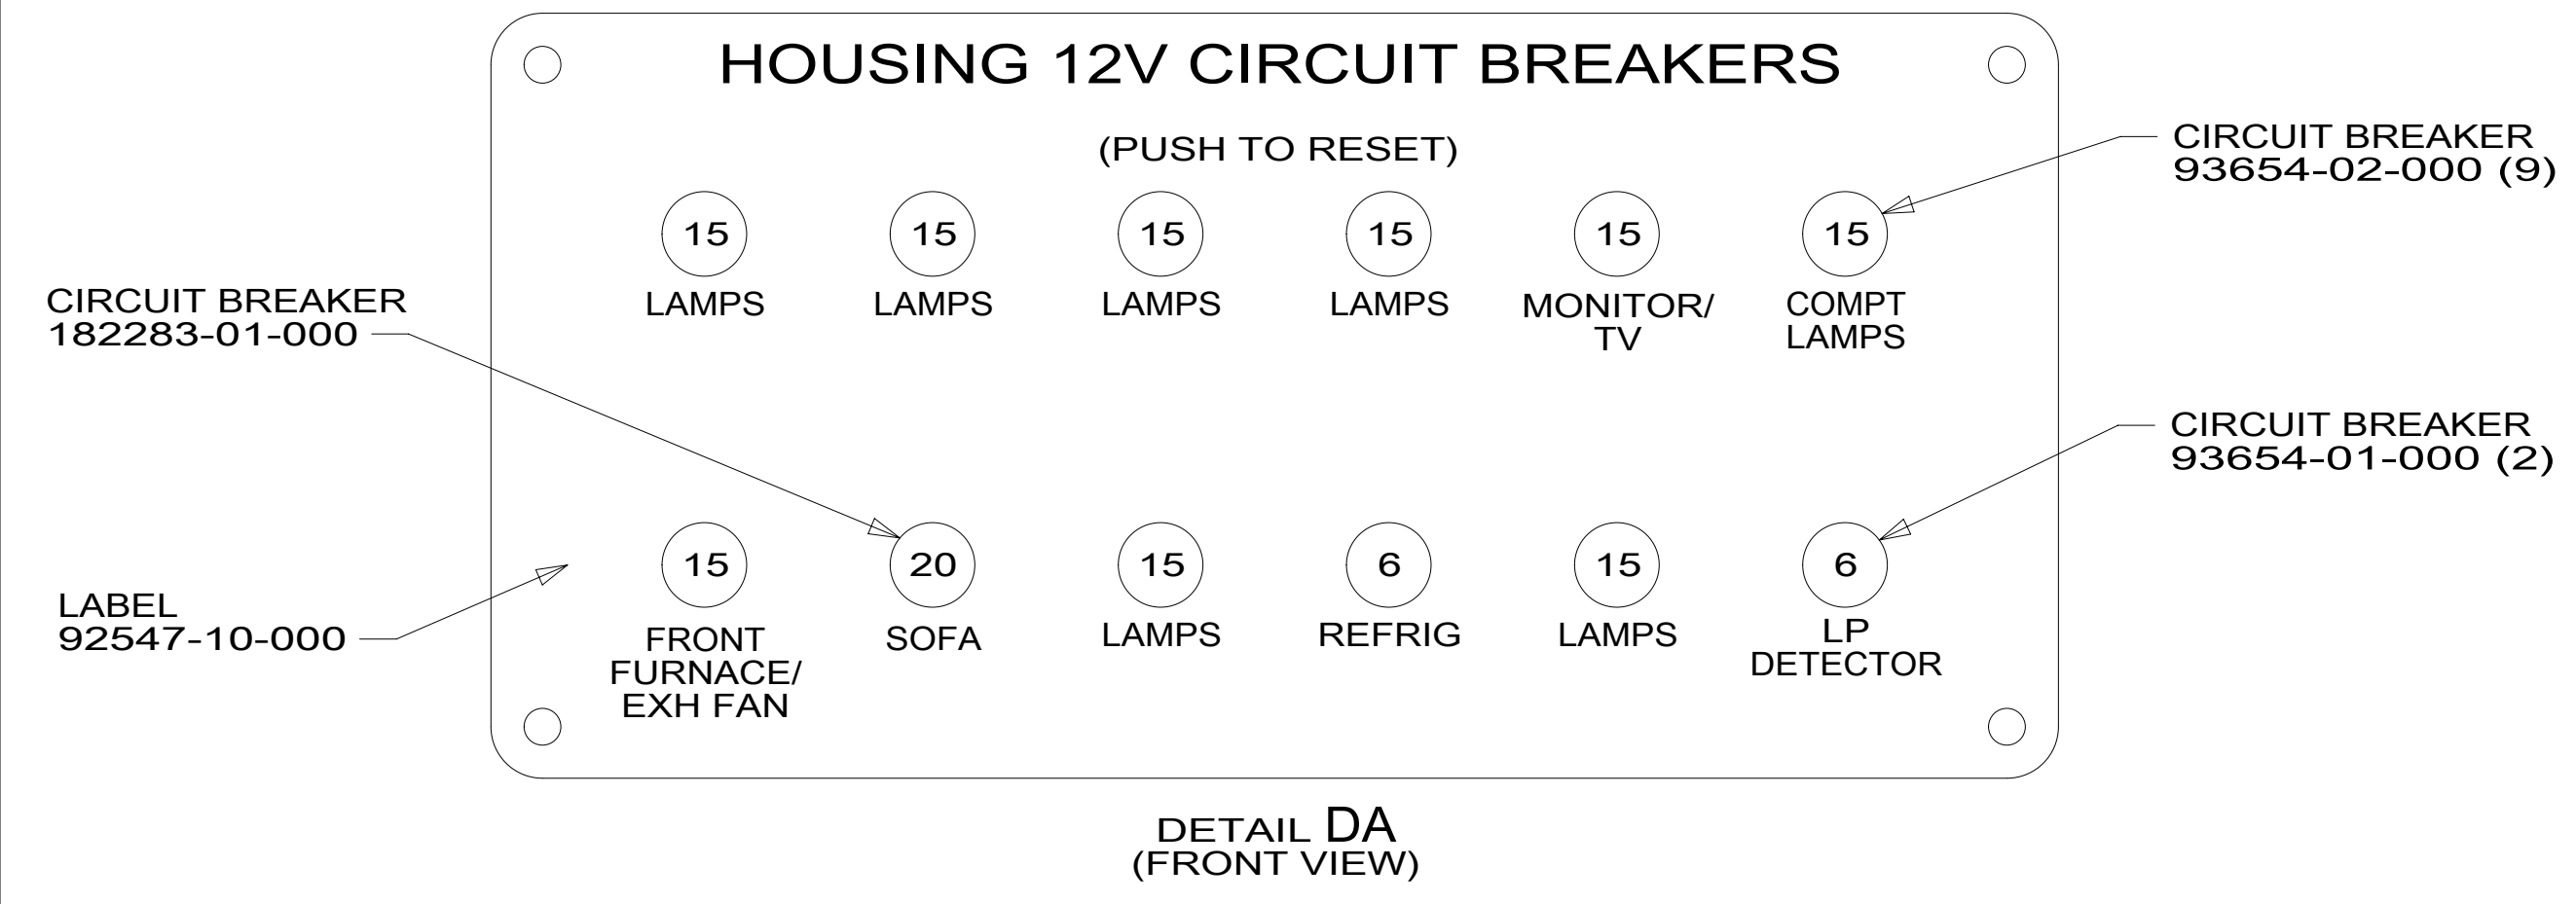 HOUSING 12V CIRCUIT BREAKERS
(PUSH TO RESET)
CIRCUIT BREAKER
93654-02-000 (9)
15 15 15 15 15 15
LAMPS LAMPS LAMPS LAMPS MONITOR/ COMPT
TV LAMPS
CIRCUIT BREAKER
182283-01-000
CIRCUIT BREAKER
93654-01-000 (2)
15 20 15 6 15 6
LABEL
92547-10-000
FRONT SOFA LAMPS REFRIG LAMPS LP
FURNACE/ DETECTOR
EXH FAN
DETAIL DA
(FRONT VIEW)